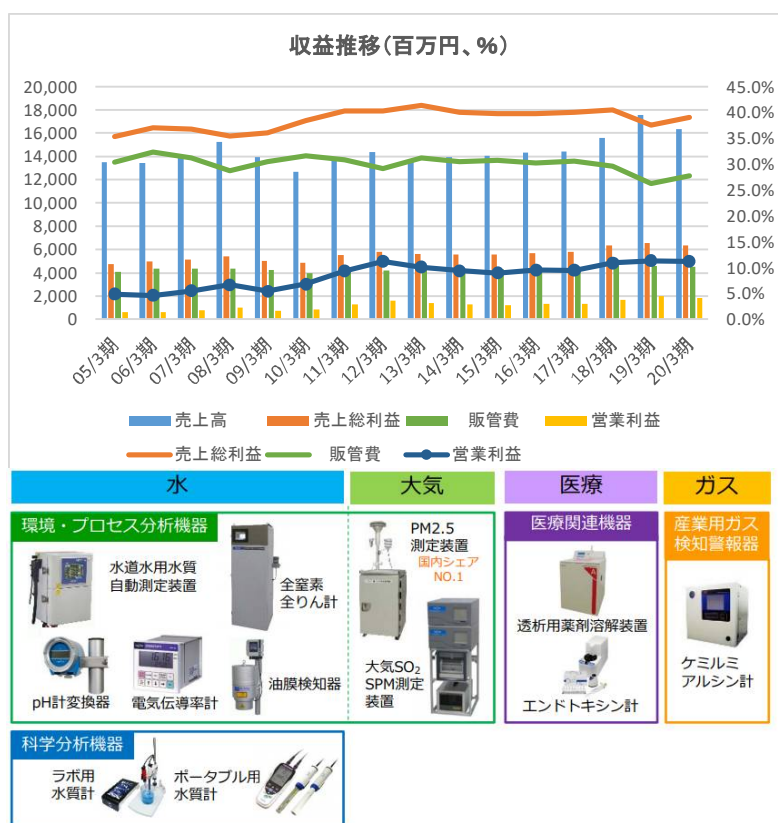 収益推移(百万円、%)
20,000
18,000
16,000
14,000
12,000
10,000
8,000
6,000
4,000
2,000
0
45.0%
40.0%
35.0%
30.0%
25.0%
20.0%
15.0%
10.0%
5.0%
0.0%
05/3期
06/3期
07/3期
08/3期
09/3期
10/3期
11/3期
12/3期
13/3期
14/3期
15/3期
16/3期
17/3期
18/3期
19/3期
20/3期
売上高 売上総利益 販管費 営業利益
売上総利益 販管費 営業利益
水
大気
医療
ガス
環境・プロセス分析機器
水道水用水質
自動測定装置
全窒素
全りん計
pH計変換器
電気伝導率計
油膜検知器
PM2.5
測定装置
国内シェア
NO.1
大気SO₂
SPM測定
装置
医療関連機器
透析用薬剤溶解装置
エンドトキシン計
産業用ガス
検知警報器
ケミルミ
アルシン計
科学分析機器
ラボ用
水質計
ポータブル用
水質計